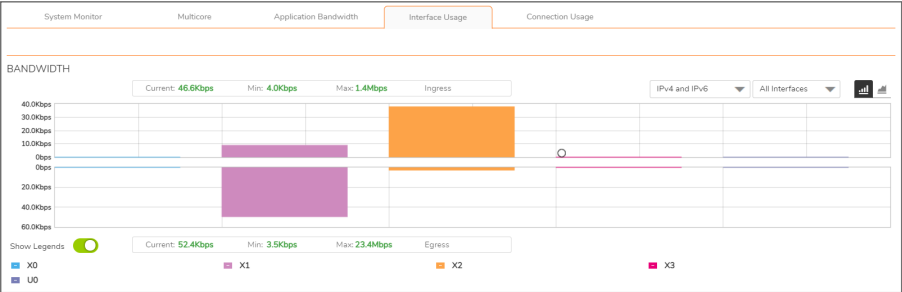 System Monitor Multicore Application Bandwidth Interface Usage Connection Usage
BANDWIDTH
Current: 46.6Kbps Min: 4.0Kbps Max: 1.4Mbps Ingress IPv4 and IPv6 All Interfaces
40.0Kbps
30.0Kbps
20.0Kbps
10.0Kbps
0bps
0bps
20.0Kbps
40.0Kbps
60.0Kbps
Show Legends Current: 52.4Kbps Min: 3.5Kbps Max: 23.4Mbps Egress
X0 X1 X2 X3
U0